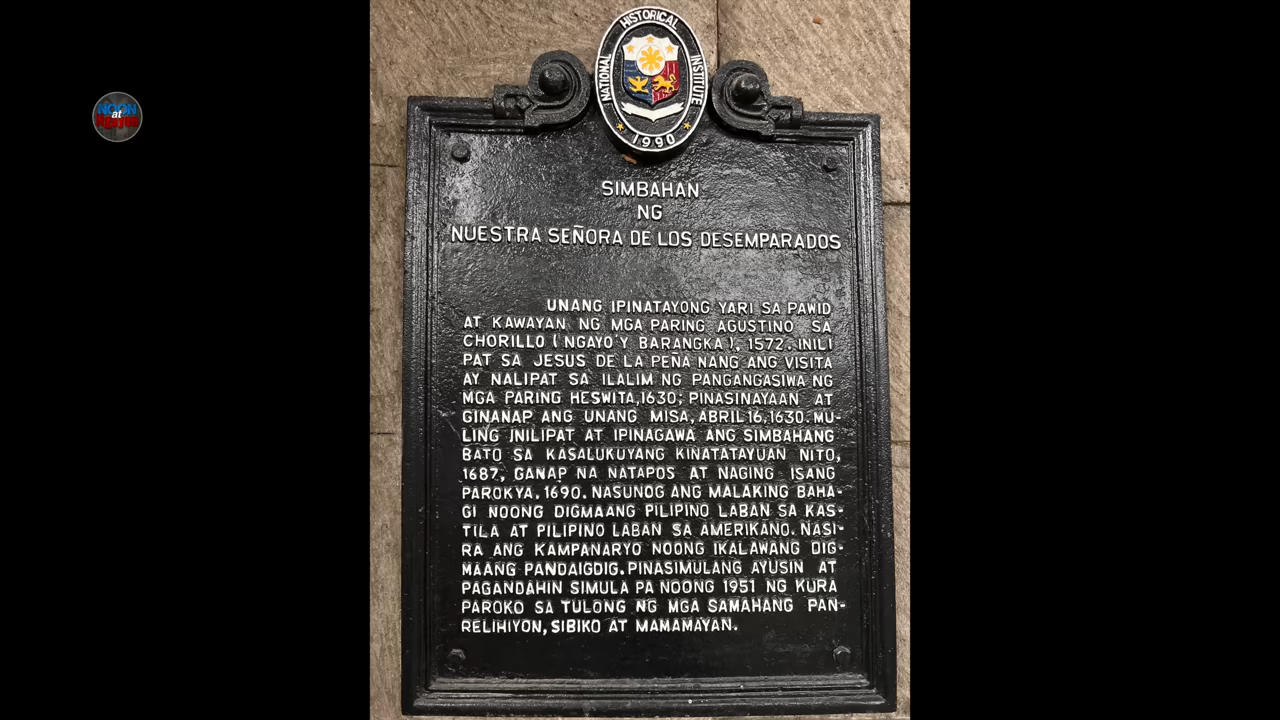 NOON
at
Ngayon
NATIONAL HISTORICAL INSTITUTE
1990
SIMBAHAN
NG
NUESTRA SEÑORA DE LOS DESEMPARADOS
UNANG IPINATAYONG YARI SA PAWID
AT KAWAYAN NG MGA PARING AGUSTINO SA
CHORILLO (NGAYO'Y BARANGKA), 1572. INILI
PAT SA JESUS DE LA PEÑA NANG ANG VISITA
AY NALIPAT SA ILALIM NG PANGANGASIWA NG
MGA PARING HESWITA,1630; PINASINAYAAN AT
GINANAP ANG UNANG MISA, ABRIL 16,1630. MU-
LING INILIPAT AT IPINAGAWA ANG SIMBAHANG
BATO SA KASALUKUYANG KINATATAYUAN NITO,
1687, GANAP NA NATAPOS AT NAGING ISANG
PAROKYA. 1690. NASUNOG ANG MALAKING BAHA-
GI NOONG DIGMAANG PILIPINO LABAN SA KAS-
TILA AT PILIPINO LABAN SA AMERIKANO. NASI-
RA ANG KAMPANARYO NOONG IKALAWANG DIG-
MAANG PANDAIGDIG. PINASIMULANG AYUSIN AT
PAGANDAHIN SIMULA PA NOONG 1951 NG KURA
PAROKO SA TULONG NG MGA SAMAHANG PAN-
RELIHIYON, SIBIKO AT MAMAMAYAN.